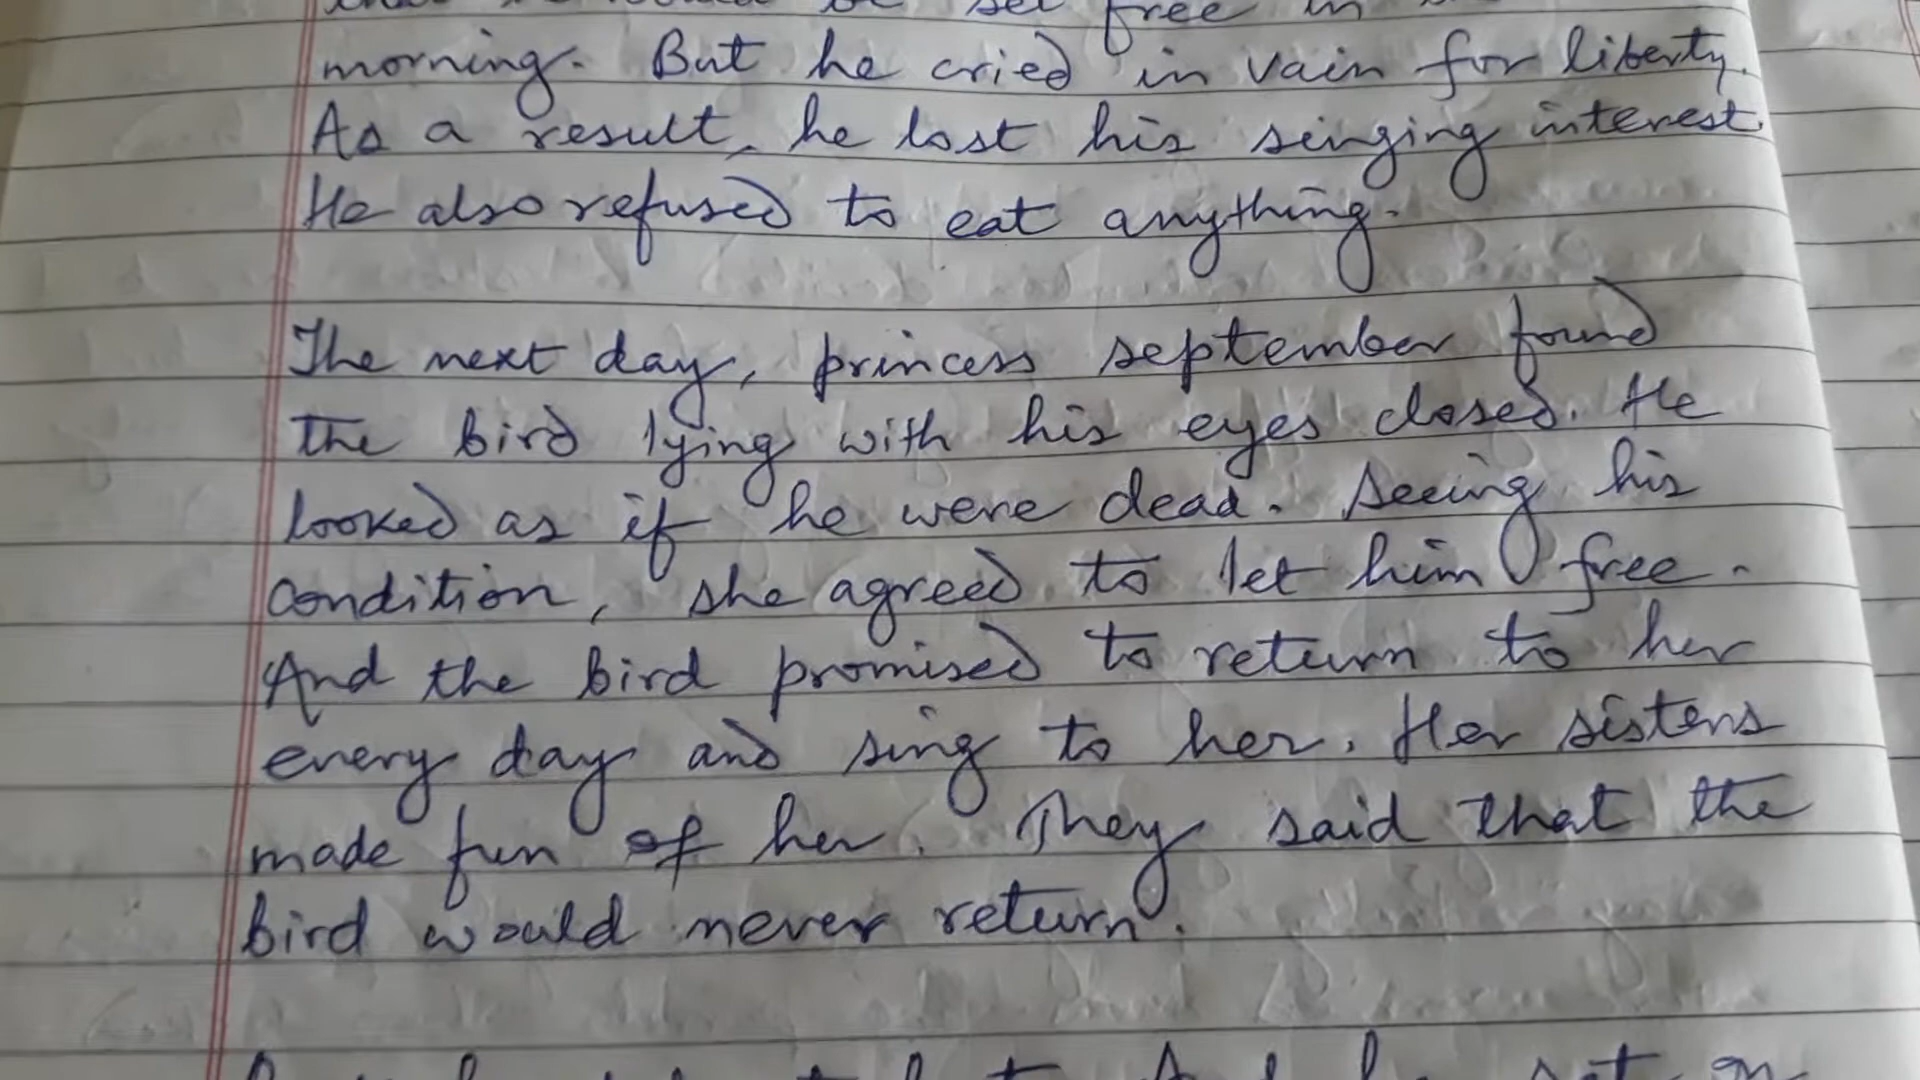 set free in
morning. But he cried in vain for liberty.
As a result, he lost his singing interest.
He also refused to eat anything.
The next day, princess september found
the bird lying with his eyes closed. He
looked as if he were dead. Seeing his
condition, she agreed to let him free.
And the bird promised to return to her
every day and sing to her. Her sisters
made fun of her. They said that the
bird would never return.